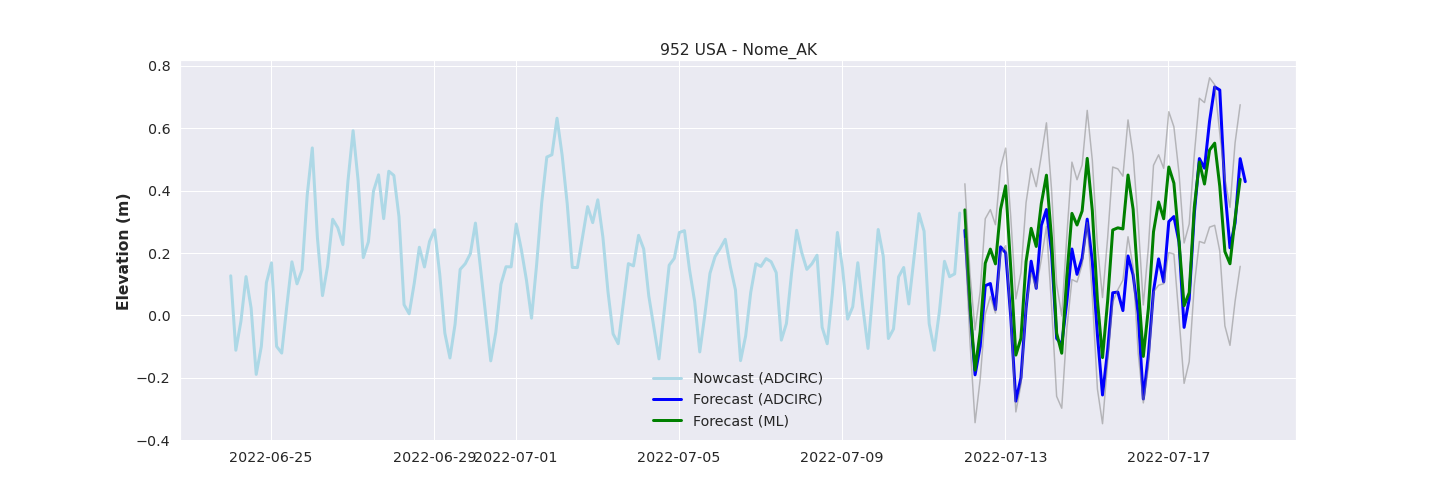 952 USA - Nome_AK
0.8
0.6
0.4
0.2
0.0
−0.2
−0.4
Elevation (m)
Nowcast (ADCIRC)
Forecast (ADCIRC)
Forecast (ML)
2022-06-25
2022-06-29
2022-07-01
2022-07-05
2022-07-09
2022-07-13
2022-07-17